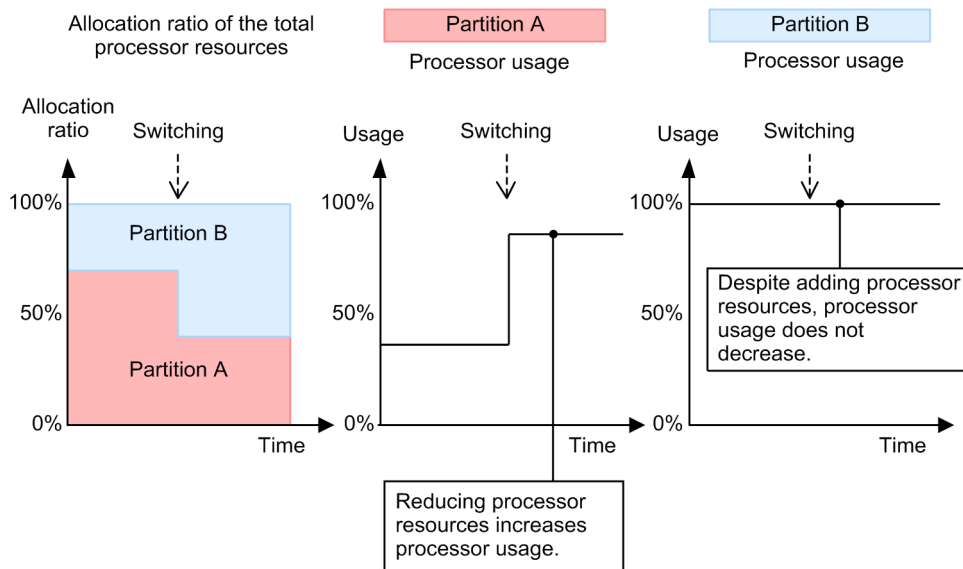 Allocation ratio of the total
processor resources
Partition A
Processor usage
Partition B
Processor usage
Allocation
ratio
Switching
100%
50%
0%
Partition B
Partition A
Time
Usage
Switching
100%
50%
0%
Time
Reducing processor
resources increases
processor usage.
Usage
Switching
100%
50%
0%
Despite adding processor
resources, processor
usage does not
decrease.
Time